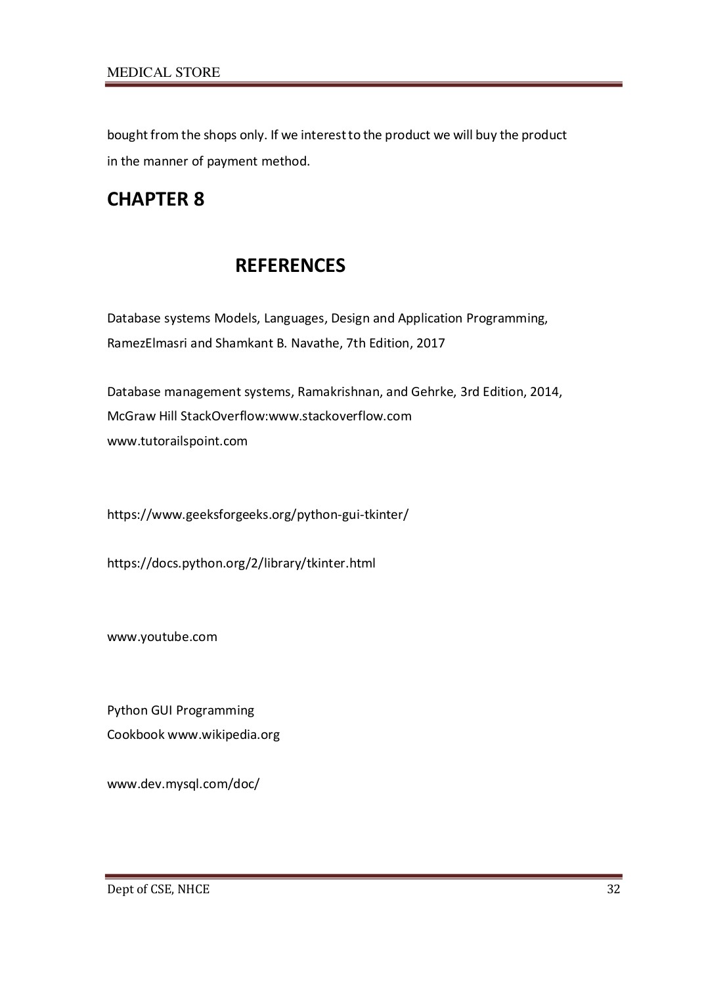 MEDICAL STORE
bought from the shops only. If we interest to the product we will buy the product
in the manner of payment method.
CHAPTER 8
REFERENCES
Database systems Models, Languages, Design and Application Programming,
RamezElmasri and Shamkant B. Navathe, 7th Edition, 2017
Database management systems, Ramakrishnan, and Gehrke, 3rd Edition, 2014,
McGraw Hill StackOverflow:www.stackoverflow.com
www.tutorailspoint.com
https://www.geeksforgeeks.org/python-gui-tkinter/
https://docs.python.org/2/library/tkinter.html
www.youtube.com
Python GUI Programming
Cookbook www.wikipedia.org
www.dev.mysql.com/doc/
Dept of CSE, NHCE 32